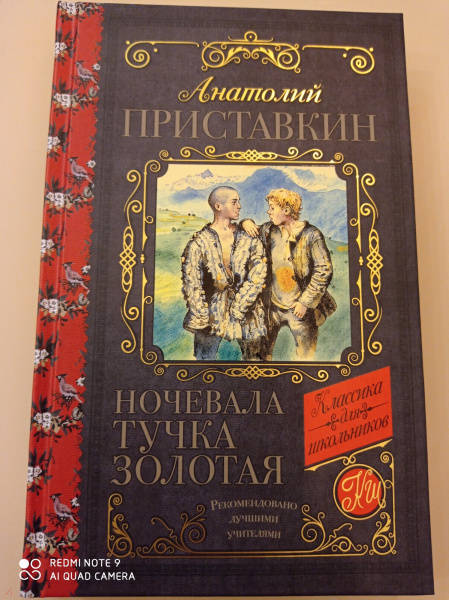 Анатолий
ПРИСТАВКИН
НОЧЕВАЛА
ТУЧКА
ЗОЛОТАЯ
Классика
для
школьников
КШ
Рекомендовано
лучшими
учителями
REDMI NOTE 9
AI QUAD CAMERA